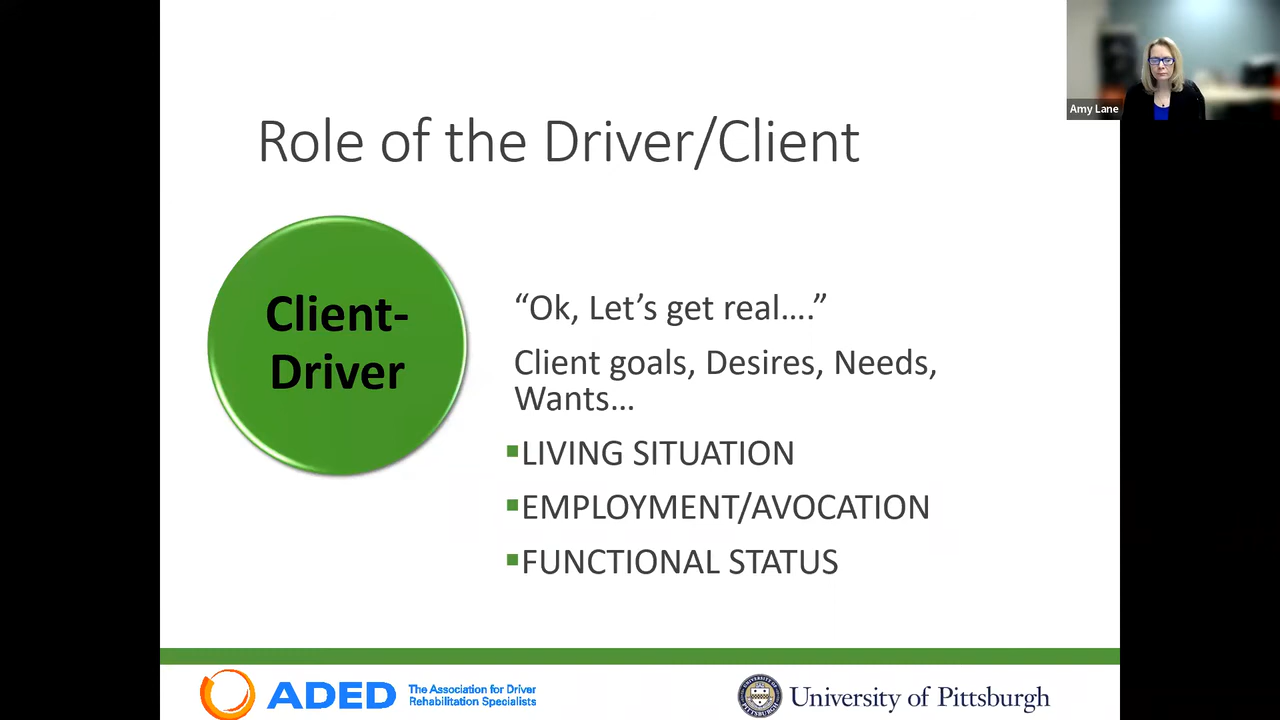 Amy Lane
Role of the Driver/Client
Client-
Driver
“Ok, Let’s get real….”
Client goals, Desires, Needs,
Wants…
▪LIVING SITUATION
▪EMPLOYMENT/AVOCATION
▪FUNCTIONAL STATUS
ADED
The Association for Driver
Rehabilitation Specialists
University of Pittsburgh